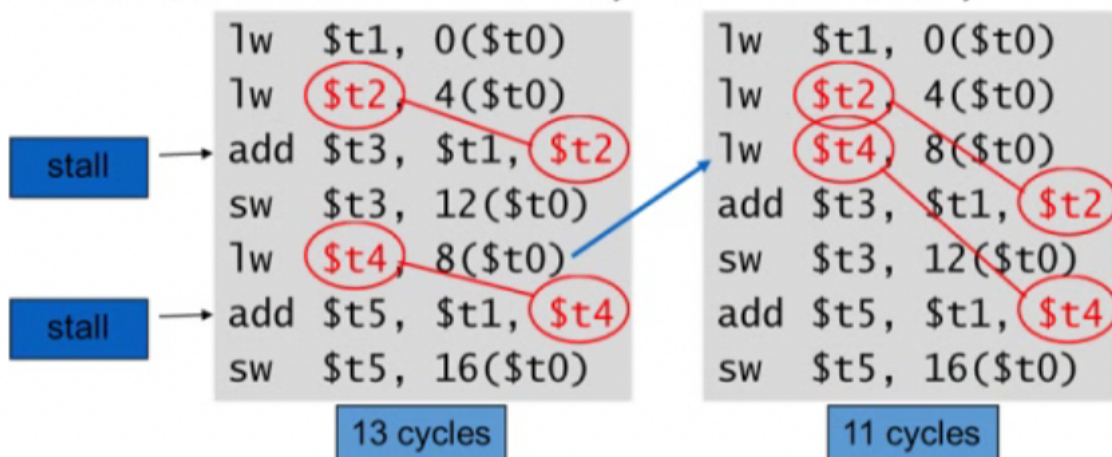 lw $t1, 0($t0)
lw $t2, 4($t0)
stall
add $t3, $t1, $t2
sw $t3, 12($t0)
lw $t4, 8($t0)
stall
add $t5, $t1, $t4
sw $t5, 16($t0)
13 cycles
lw $t1, 0($t0)
lw $t2, 4($t0)
lw $t4, 8($t0)
add $t3, $t1, $t2
sw $t3, 12($t0)
add $t5, $t1, $t4
sw $t5, 16($t0)
11 cycles